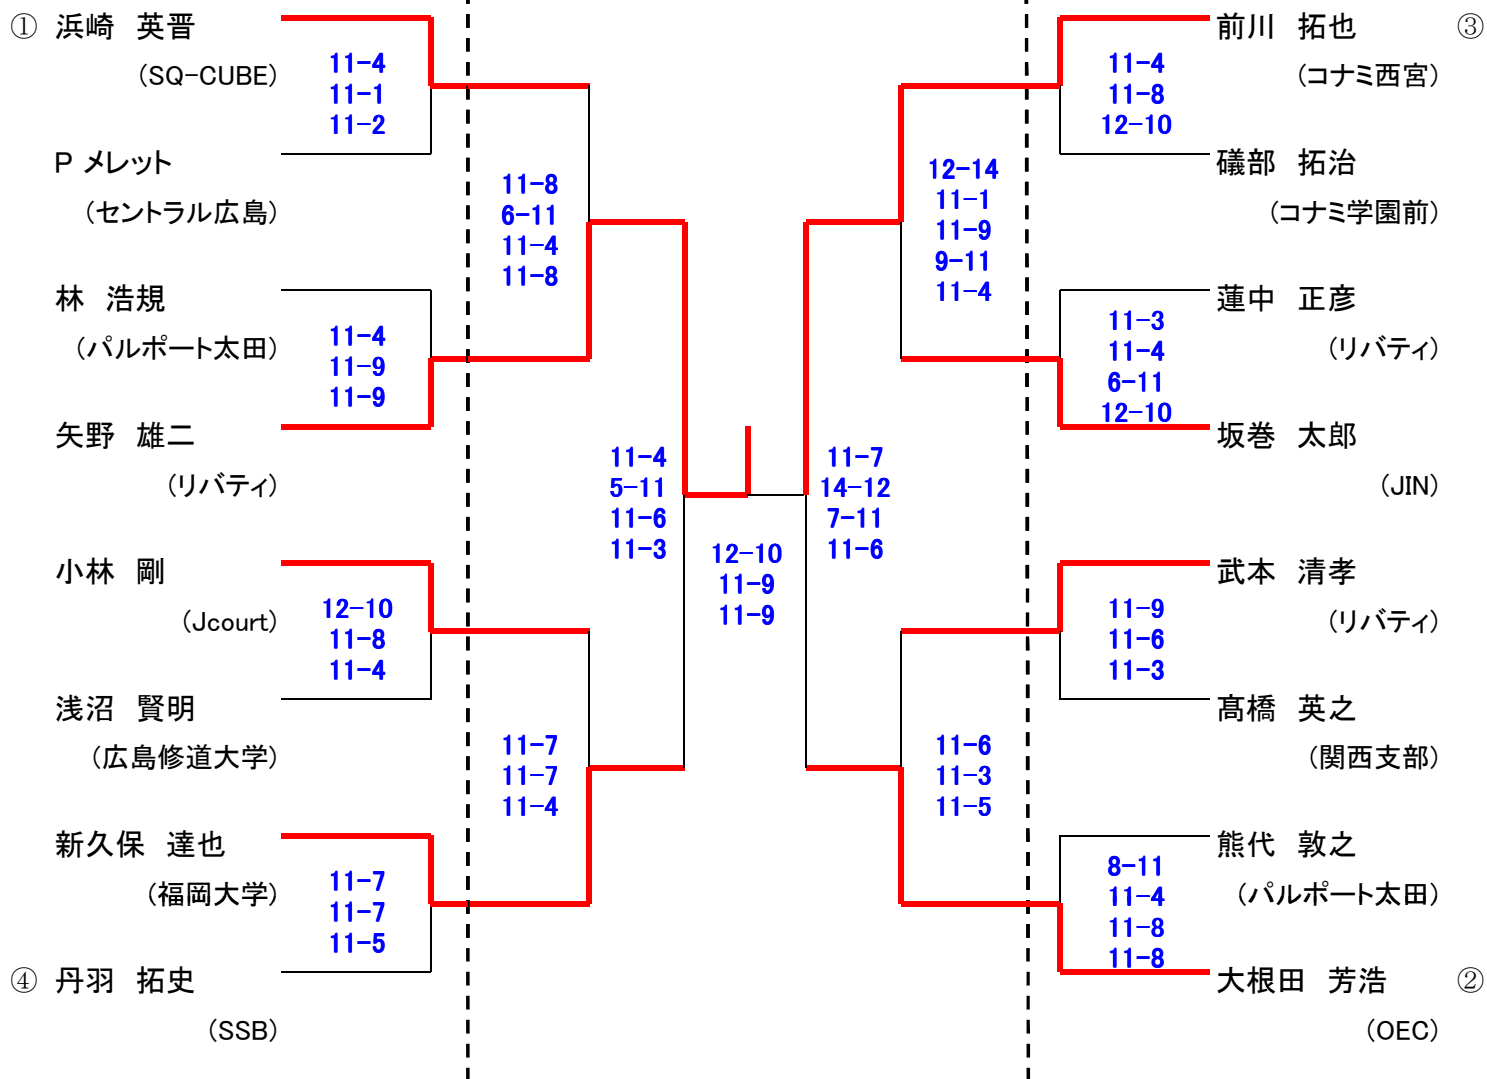 ① 浜崎 英晋
(SQ-CUBE)
11-4
11-1
11-2
P メレット
(セントラル広島)
11-8
6-11
11-4
11-8
林 浩規
(パルポート太田)
11-4
11-9
11-9
矢野 雄二
(リバティ)
11-4
5-11
11-6
11-3
小林 剛
(Jcourt)
12-10
11-8
11-4
浅沼 賢明
(広島修道大学)
11-7
11-7
11-4
新久保 達也
(福岡大学)
11-7
11-7
11-5
④ 丹羽 拓史
(SSB)
12-10
11-9
11-9
前川 拓也 ③
(コナミ西宮)
11-4
11-8
12-10
礒部 拓治
(コナミ学園前)
12-14
11-1
11-9
9-11
11-4
蓮中 正彦
(リバティ)
11-3
11-4
6-11
12-10
坂巻 太郎
(JIN)
11-7
14-12
7-11
11-6
武本 清孝
(リバティ)
11-9
11-6
11-3
髙橋 英之
(関西支部)
11-6
11-3
11-5
熊代 敦之
(パルポート太田)
8-11
11-4
11-8
11-8
大根田 芳浩 ②
(OEC)